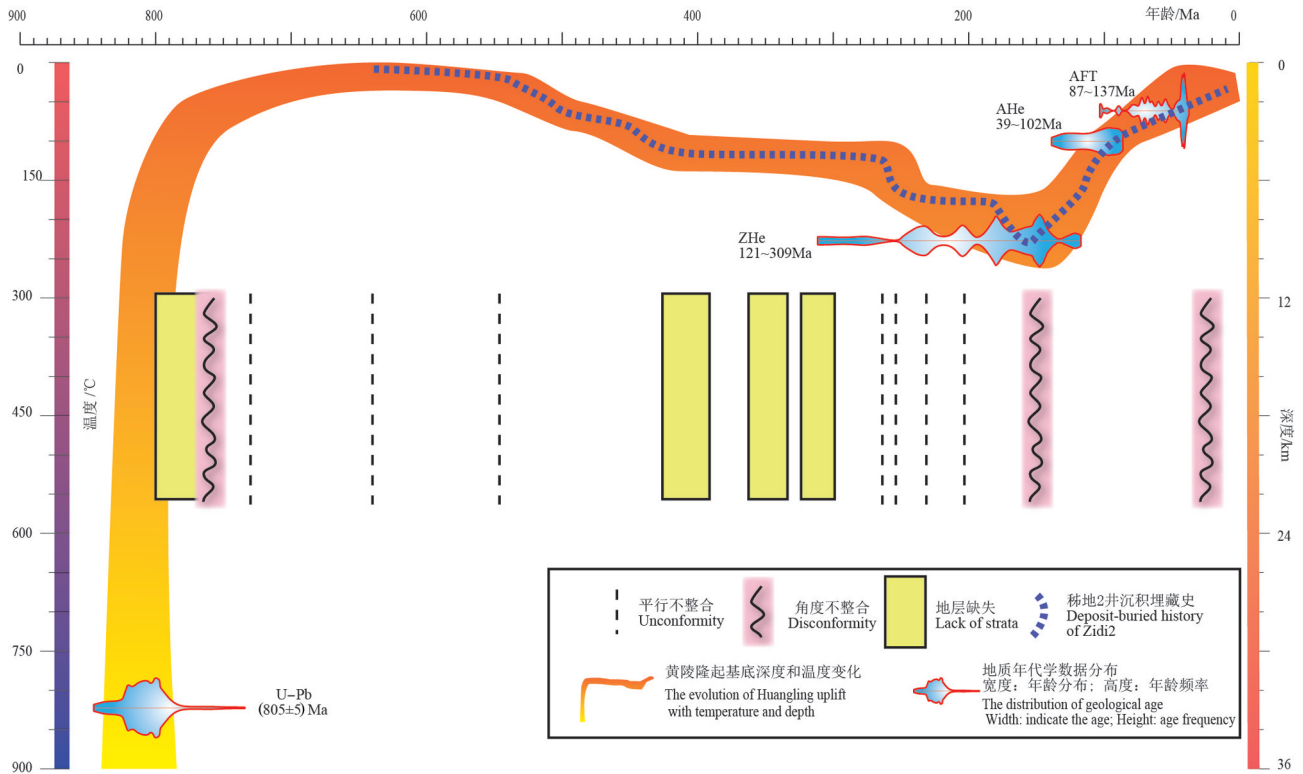 900
800
600
400
200
年龄/Ma
0
0
150
300
450
600
750
900
温度/℃
0
12
24
36
深度/km
AFT
87~137Ma
AHe
39~102Ma
ZHe
121~309Ma
U-Pb
(805±5)Ma
平行不整合
Unconformity
角度不整合
Disconformity
地层缺失
Lack of strata
秭地2井沉积埋藏史
Deposit-buried history
of Zidi2
黄陵隆起基底深度和温度变化
The evolution of Huangling uplift
with temperature and depth
地质年代学数据分布
宽度：年龄分布；高度：年龄频率
The distribution of geological age
Width: indicate the age; Height: age frequency